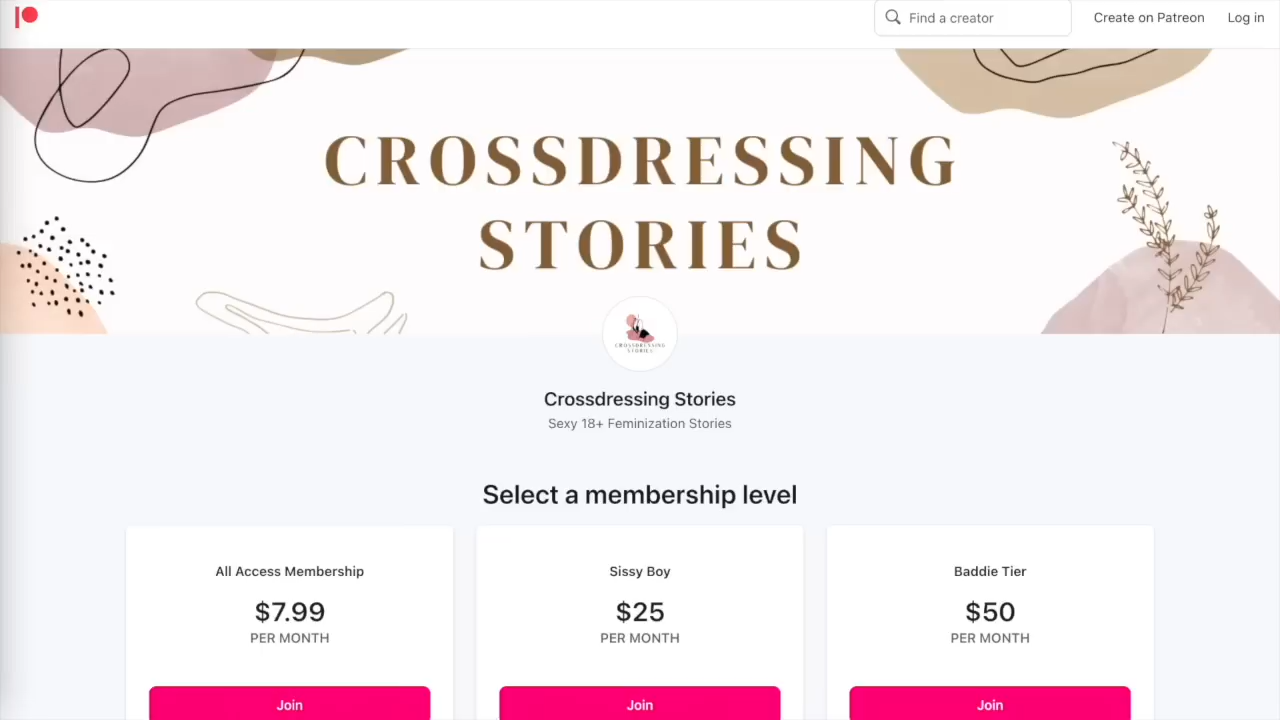 Find a creator
Create on Patreon
Log in
CROSSDRESSING
STORIES
CROSSDRESSING
STORIES
Crossdressing Stories
Sexy 18+ Feminization Stories
Select a membership level
All Access Membership
$7.99
PER MONTH
Join
Sissy Boy
$25
PER MONTH
Join
Baddie Tier
$50
PER MONTH
Join